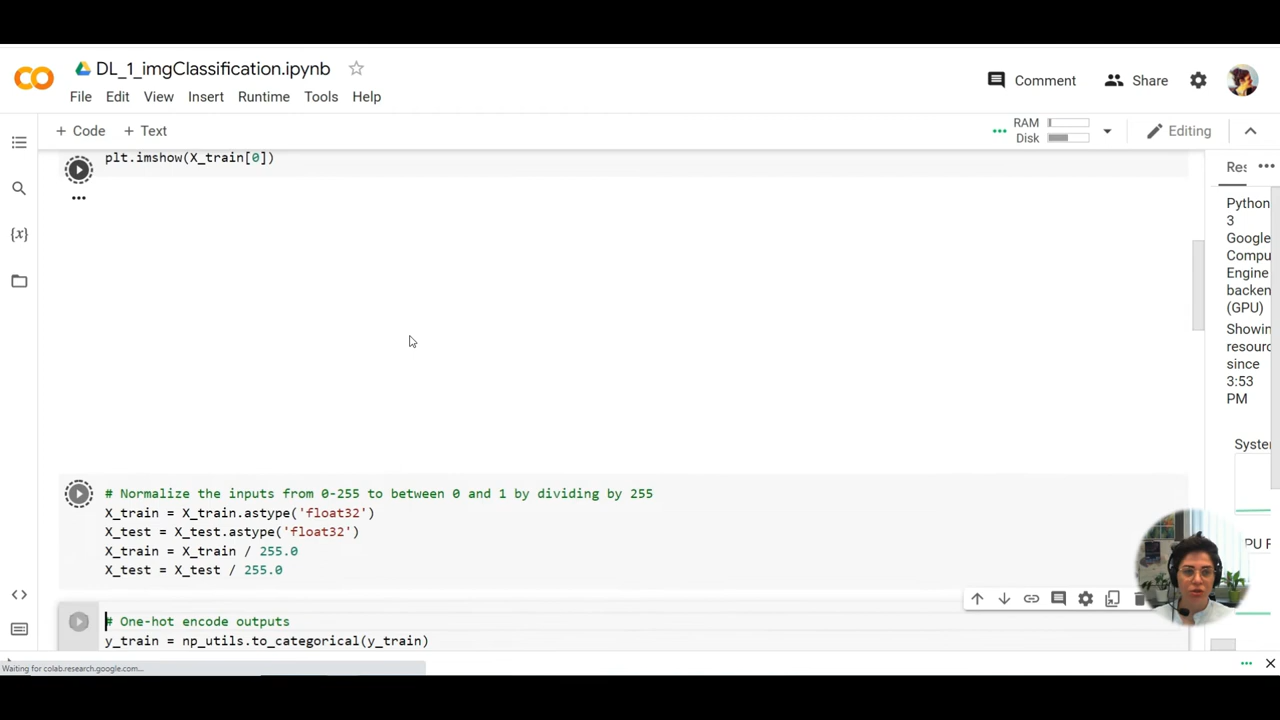 DL_1_imgClassification.ipynb
Comment
Share
File Edit View Insert Runtime Tools Help
+ Code + Text
RAM
Disk
Editing
plt.imshow(X_train[0])
Res
Python
3
Google
Compu
Engine
backen
(GPU)
Showin
resourc
since
3:53
PM
Syste
PU F
# Normalize the inputs from 0-255 to between 0 and 1 by dividing by 255
X_train = X_train.astype('float32')
X_test = X_test.astype('float32')
X_train = X_train / 255.0
X_test = X_test / 255.0
# One-hot encode outputs
y_train = np_utils.to_categorical(y_train)
Waiting for colab.research.google.com...